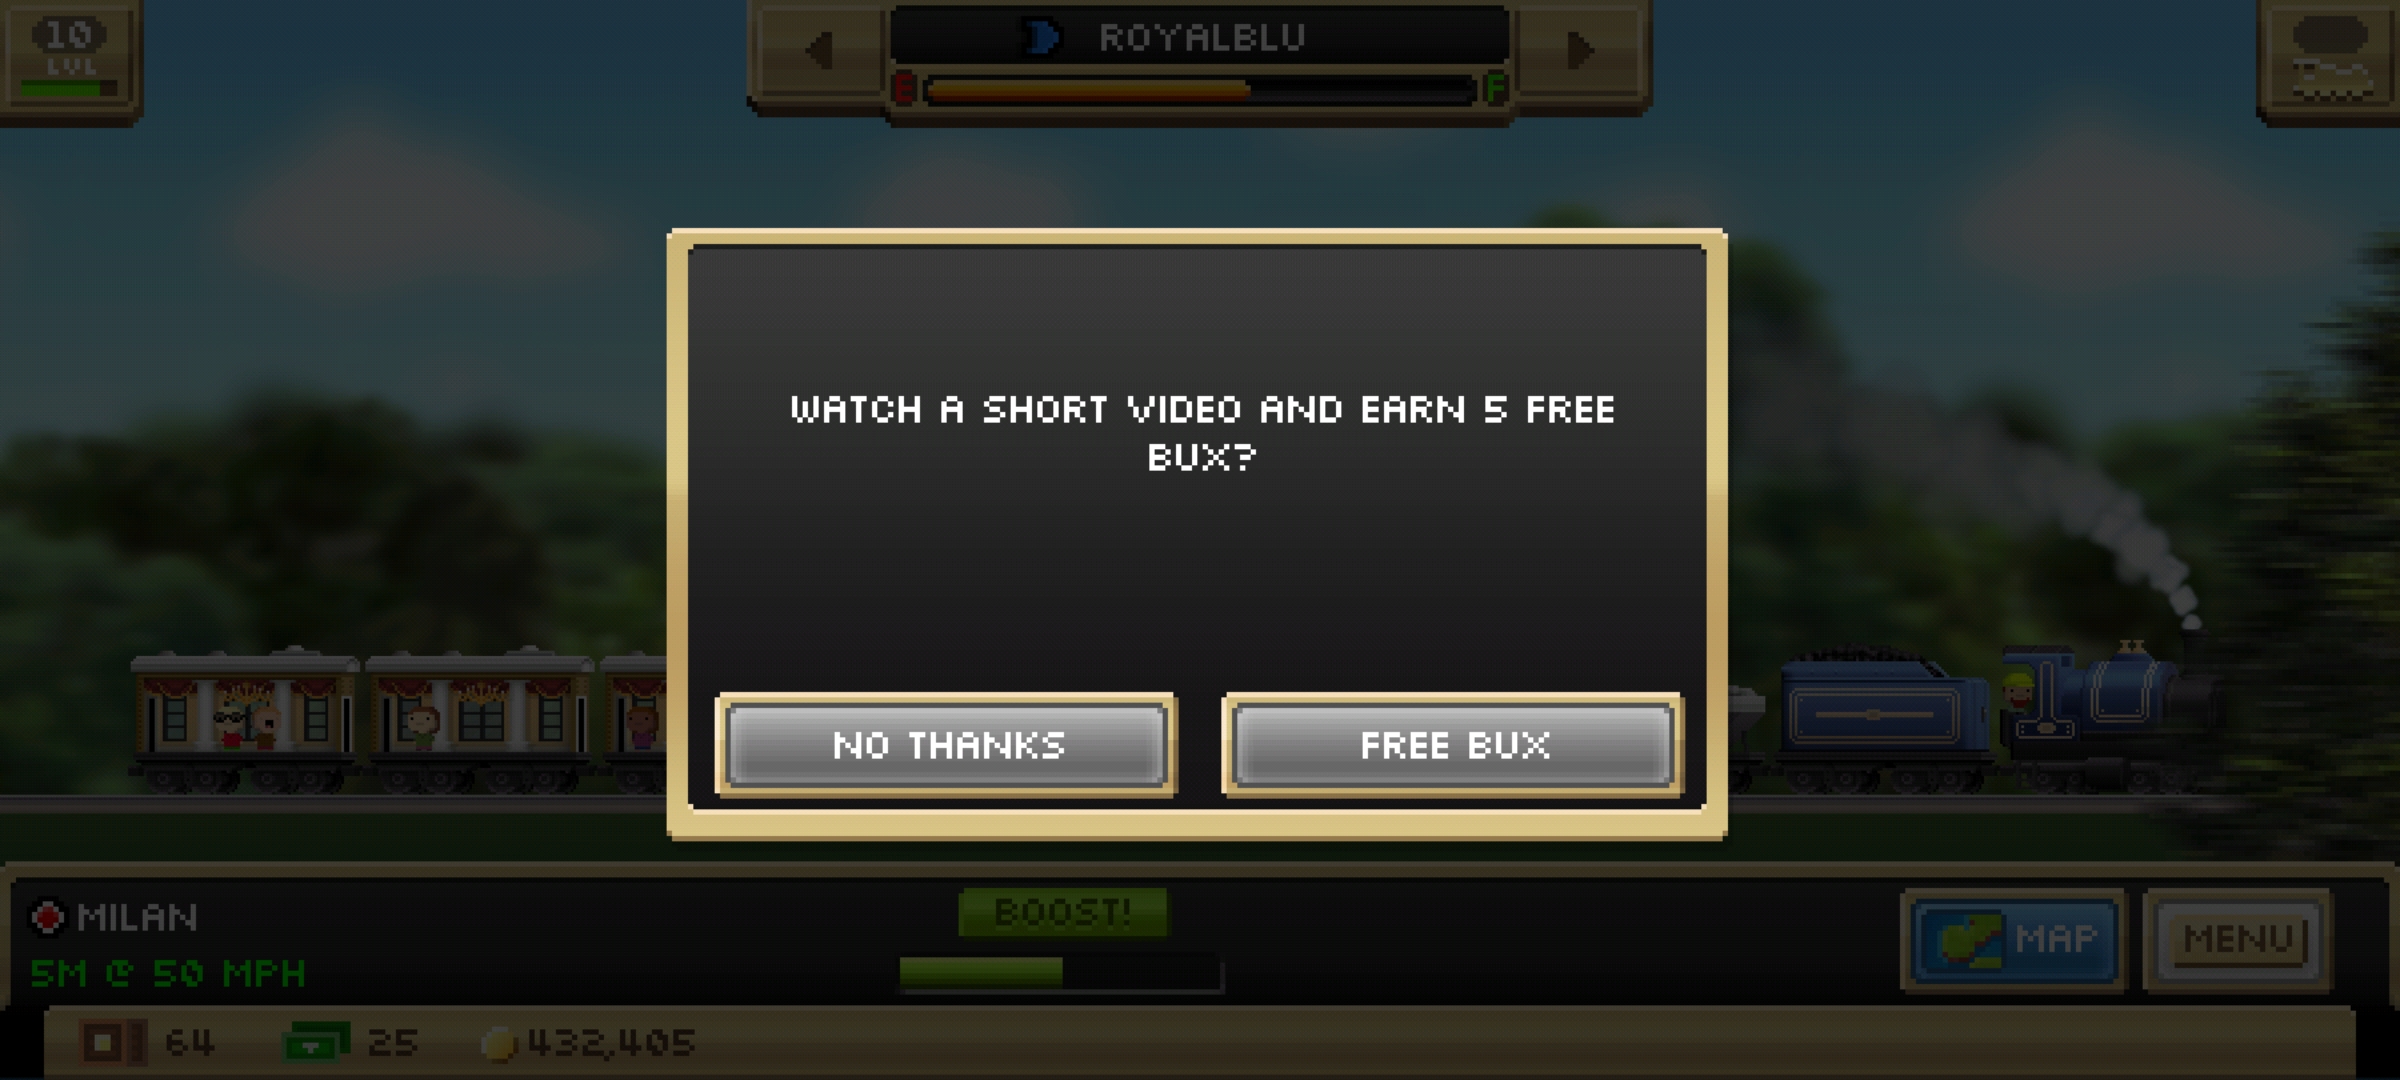 10
LVL
ROYALBLU
E
F
WATCH A SHORT VIDEO AND EARN 5 FREE
BUX?
NO THANKS
FREE BUX
MILAN
5M @ 50 MPH
BOOST!
MAP
MENU
64
25
432,405